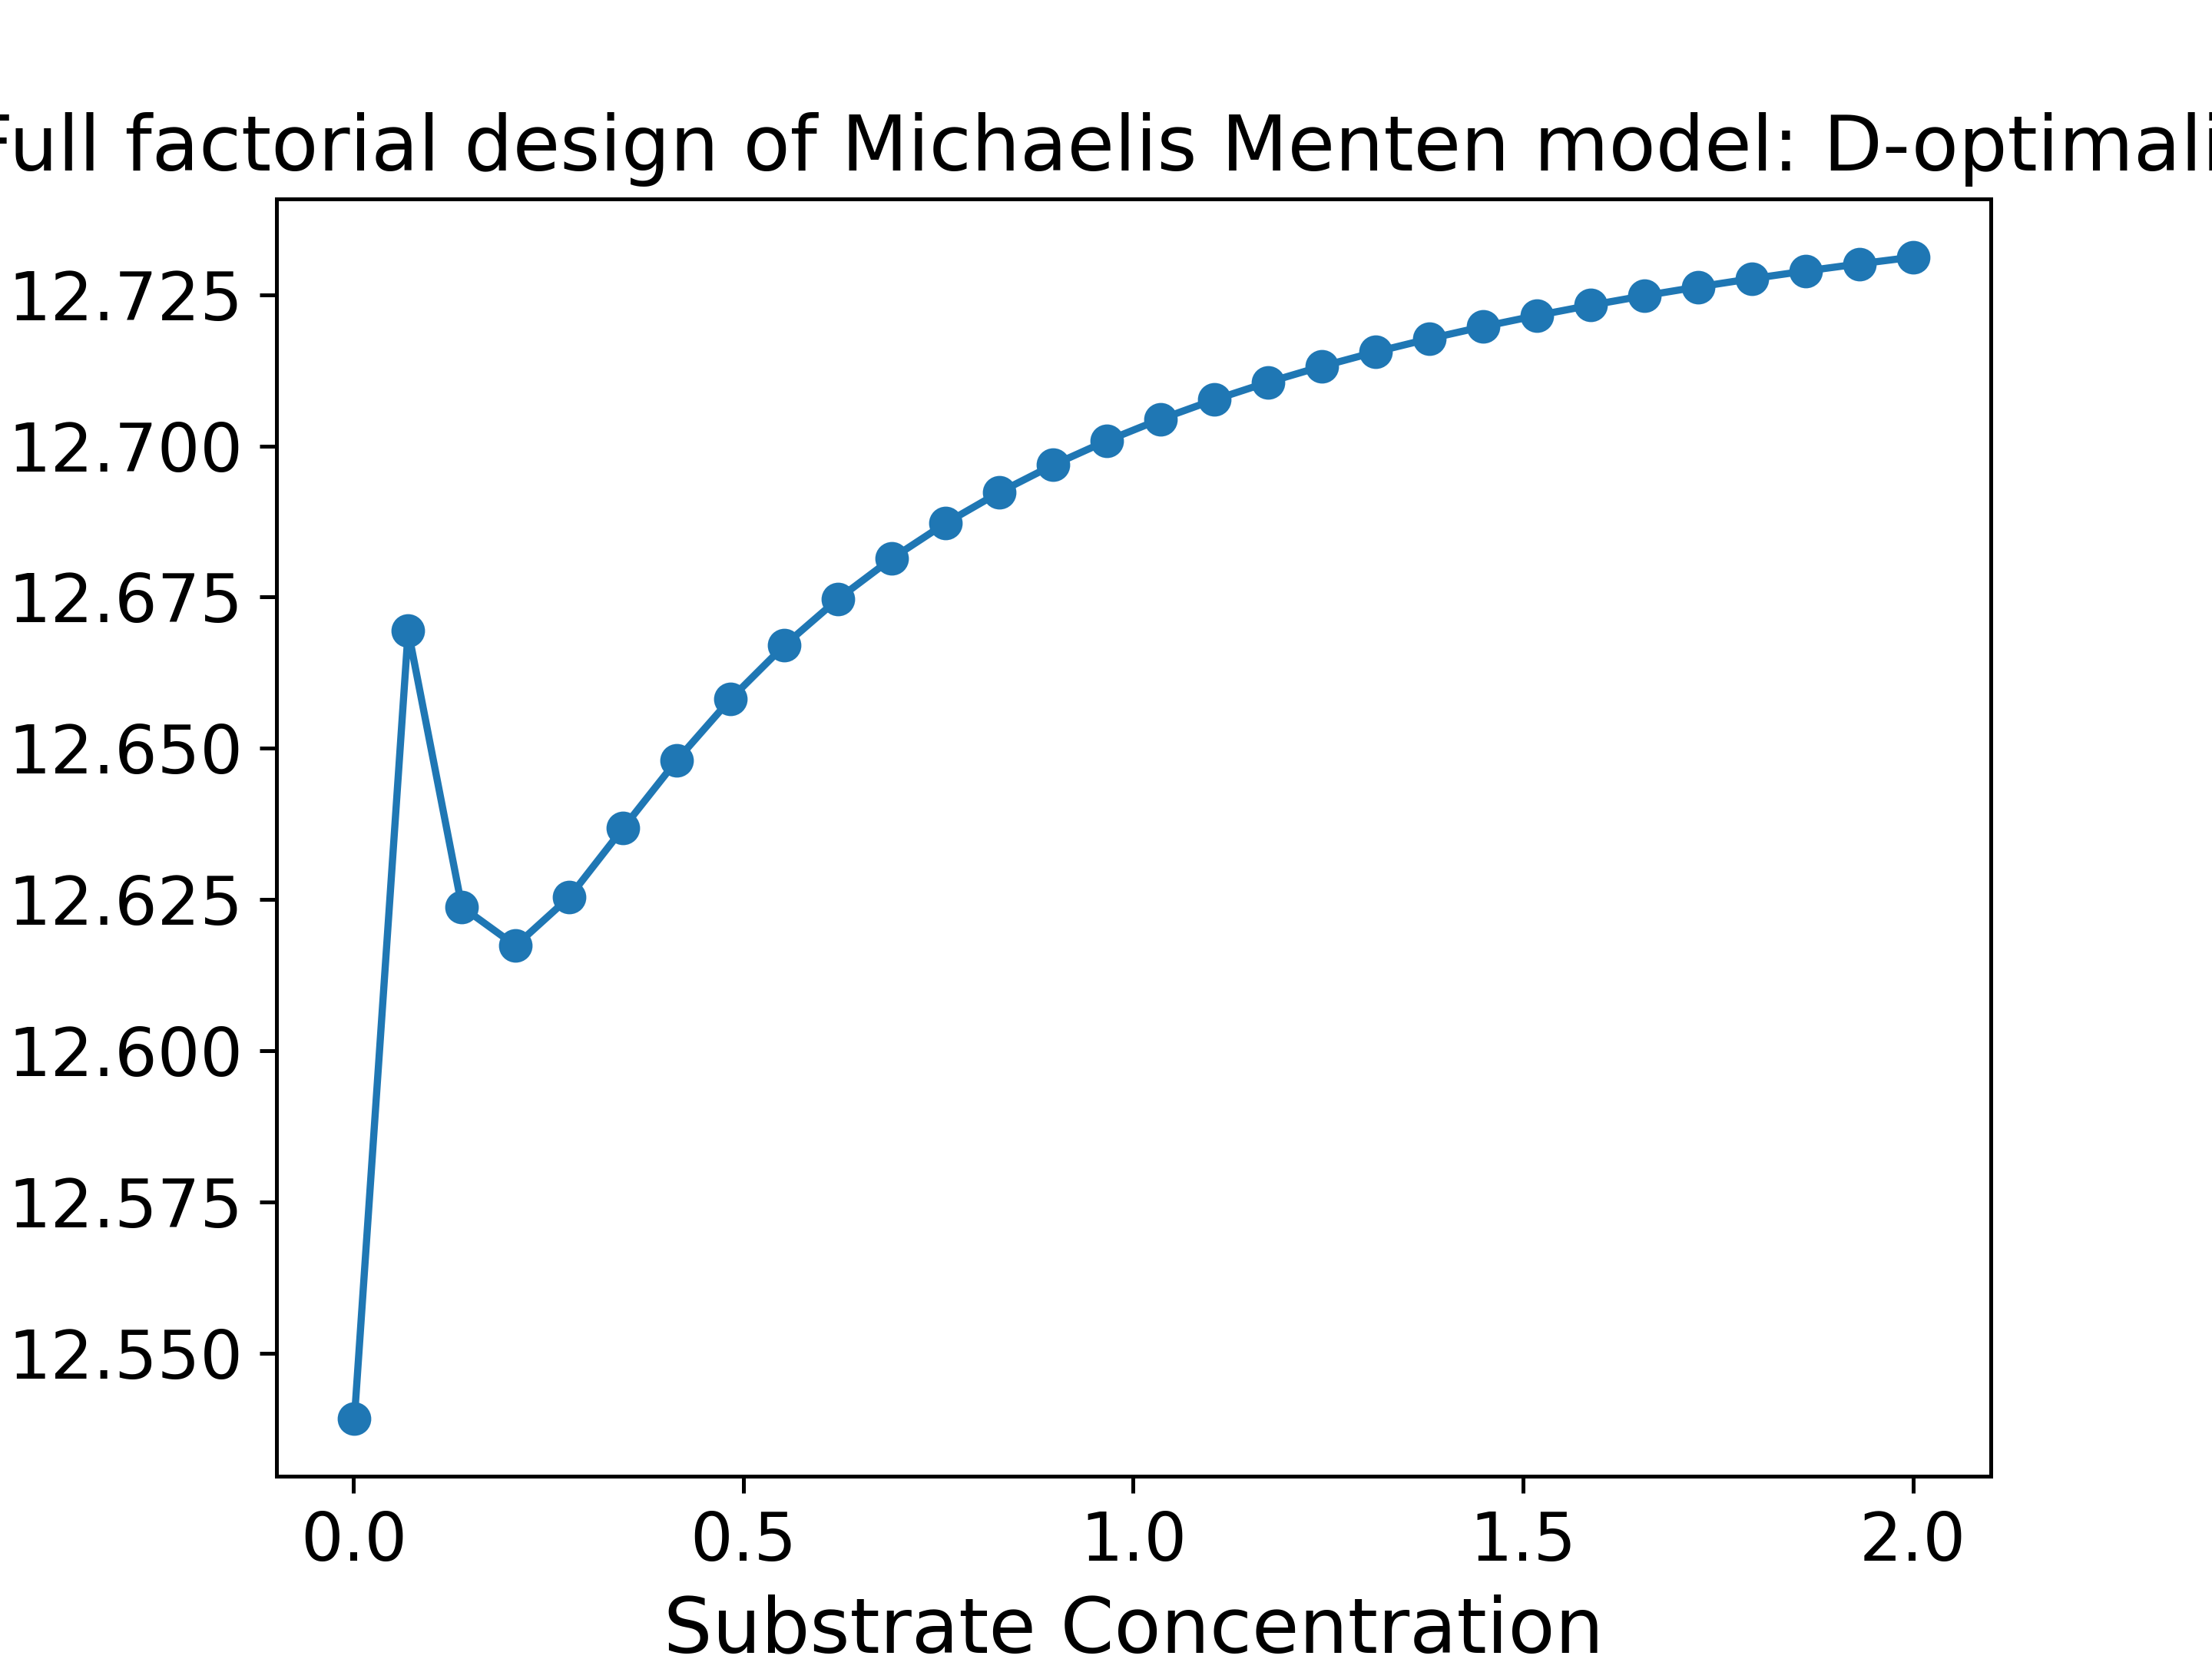 Full factorial design of Michaelis Menten model: D-optimali
12.725
12.700
12.675
12.650
12.625
12.600
12.575
12.550
0.0 0.5 1.0 1.5 2.0
Substrate Concentration